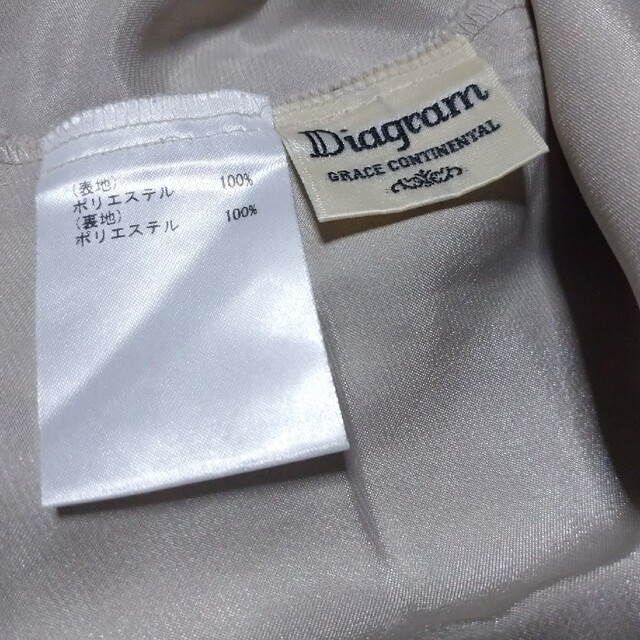 (表地)
ポリエステル 100%
(裏地)
ポリエステル 100%
Diagram
GRACE CONTINENTAL